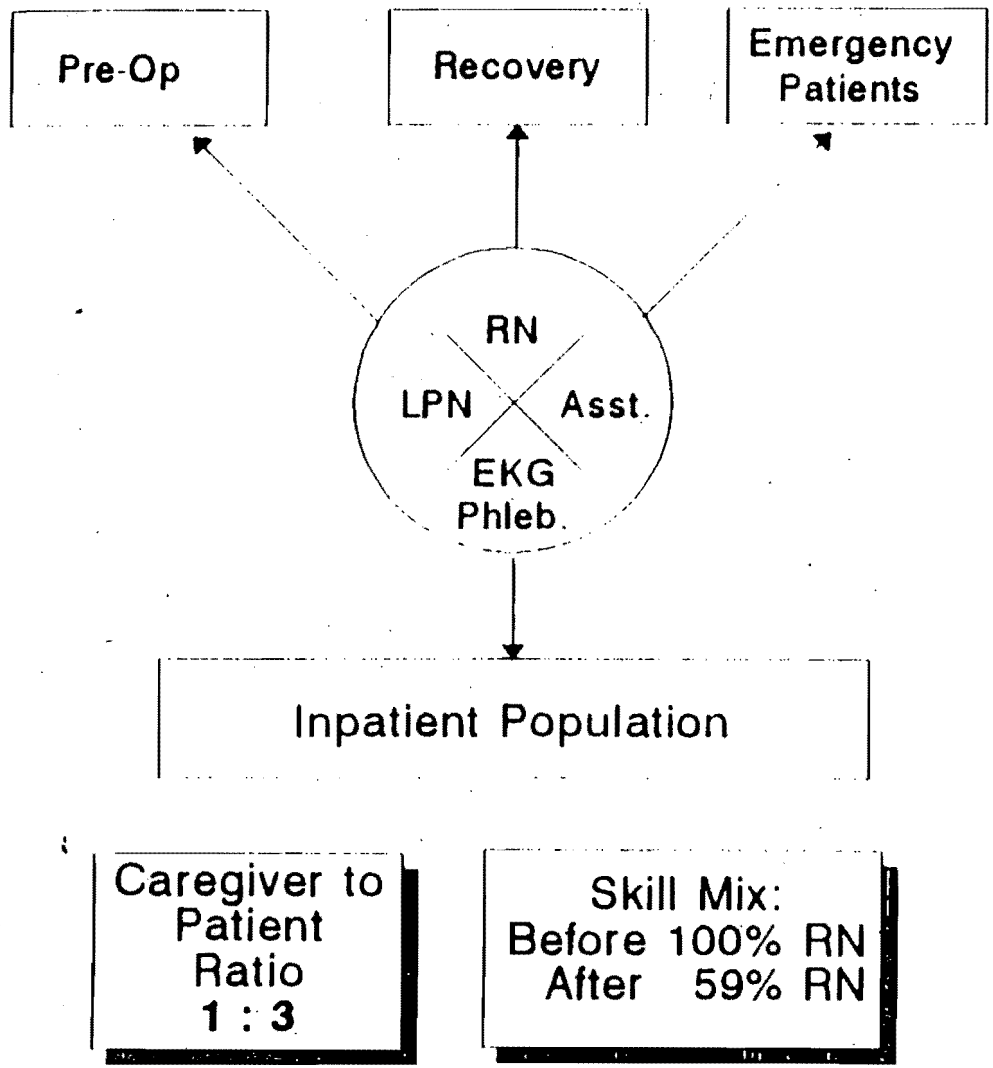 Pre-Op
Recovery
Emergency
Patients
RN
LPN
Asst.
EKG
Phleb.
Inpatient Population
Caregiver to
Patient
Ratio
1 : 3
Skill Mix:
Before 100% RN
After 59% RN